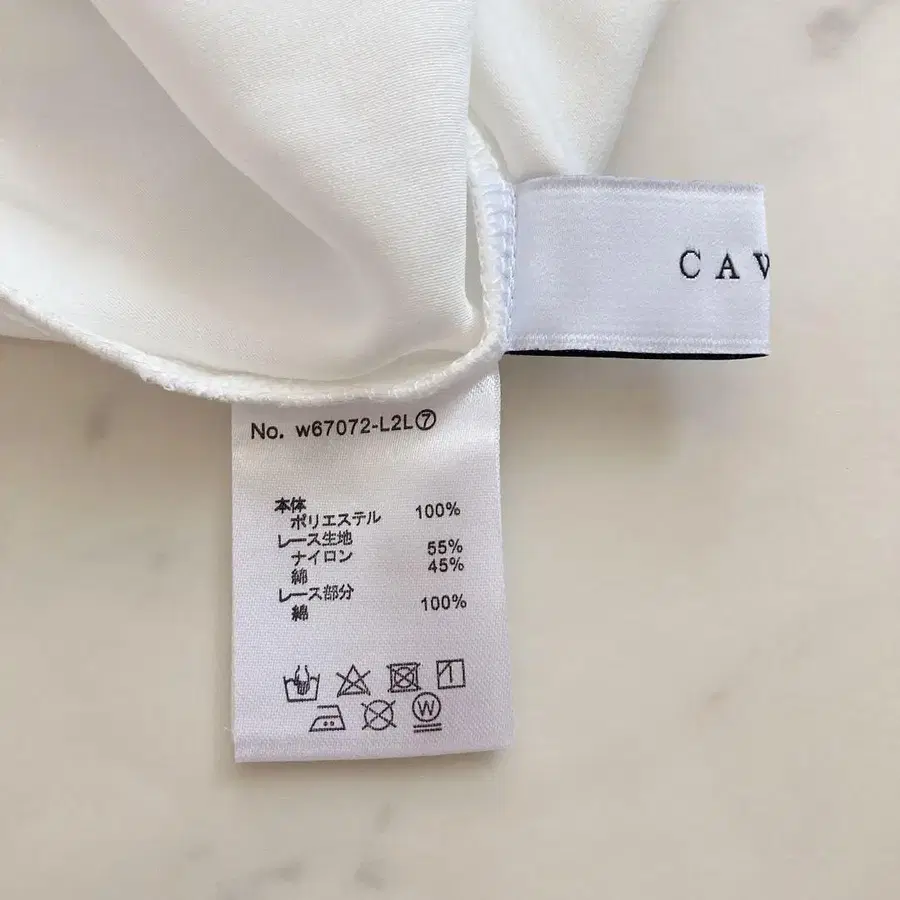 CAV
No. w67072-L2L⑦
本体
ポリエステル 100%
レース生地
ナイロン 55%
綿 45%
レース部分
綿 100%
W